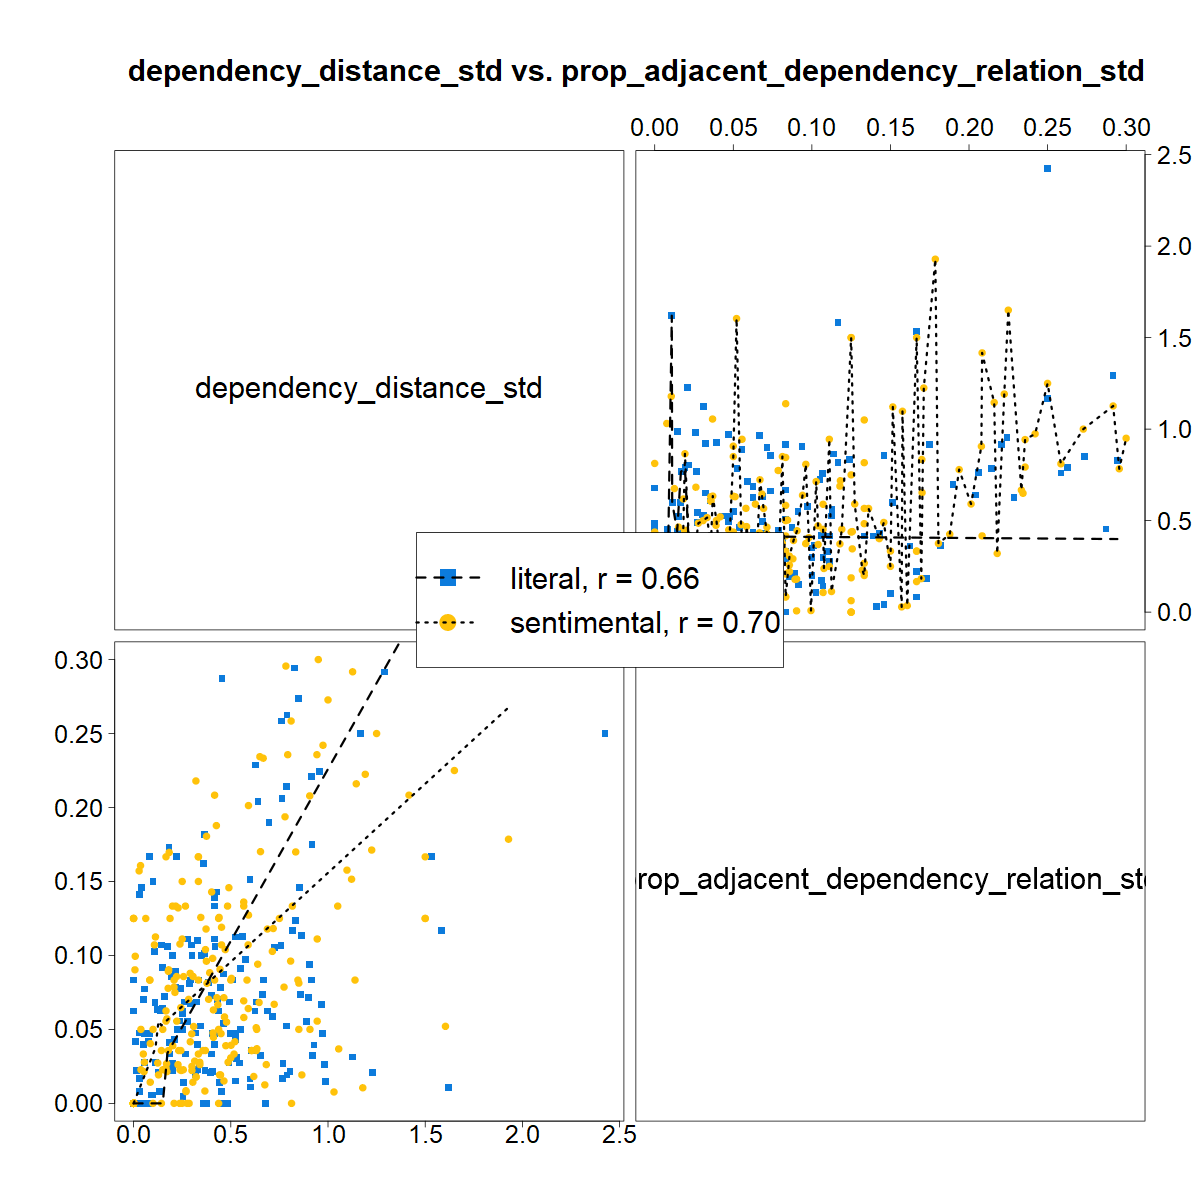 dependency_distance_std vs. prop_adjacent_dependency_relation_std
0.00 0.05 0.10 0.15 0.20 0.25 0.30
2.5
2.0
1.5
1.0
0.5
0.0
dependency_distance_std
literal, r = 0.66
sentimental, r = 0.70
0.30
0.25
0.20
0.15
0.10
0.05
0.00
rop_adjacent_dependency_relation_st
0.0 0.5 1.0 1.5 2.0 2.5